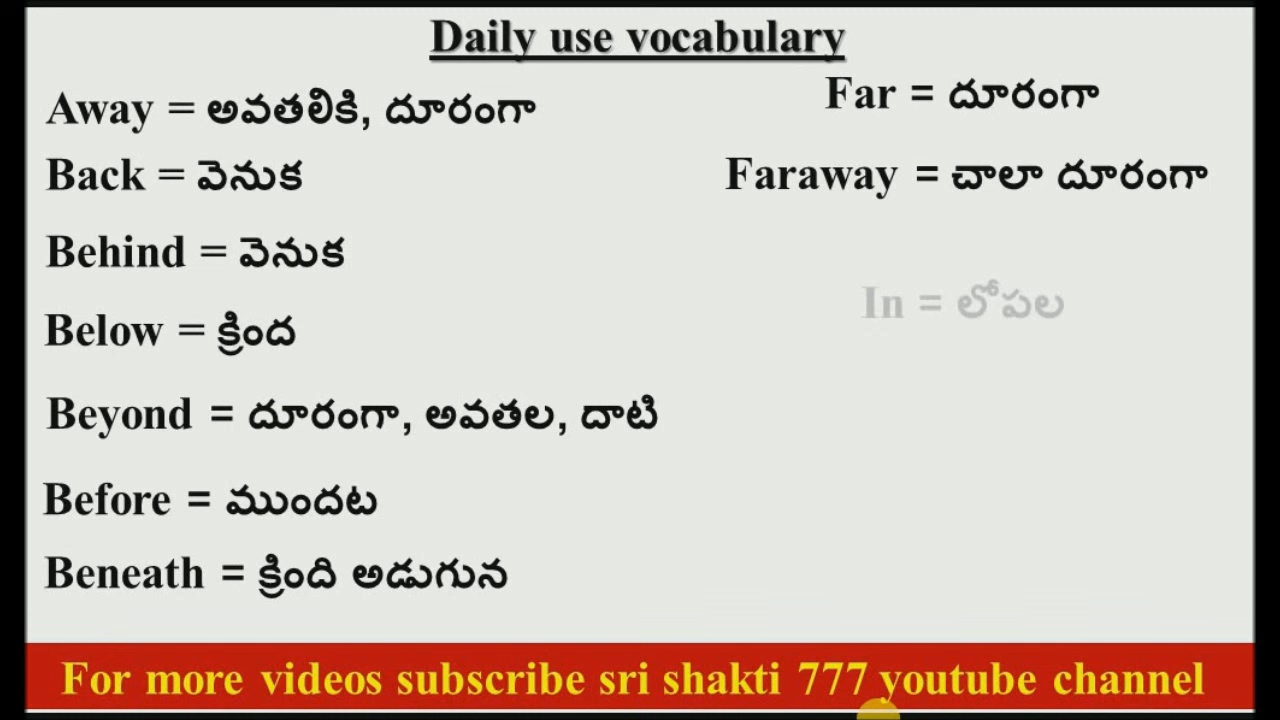 Daily use vocabulary
Away = అవతలికి, దూరంగా
Back = వెనుక
Behind = వెనుక
Below = క్రింద
Beyond = దూరంగా, అవతల, దాటి
Before = ముందట
Beneath = క్రింది అడుగున
Far = దూరంగా
Faraway = చాలా దూరంగా
In = లోపల
For more videos subscribe sri shakti 777 youtube channel